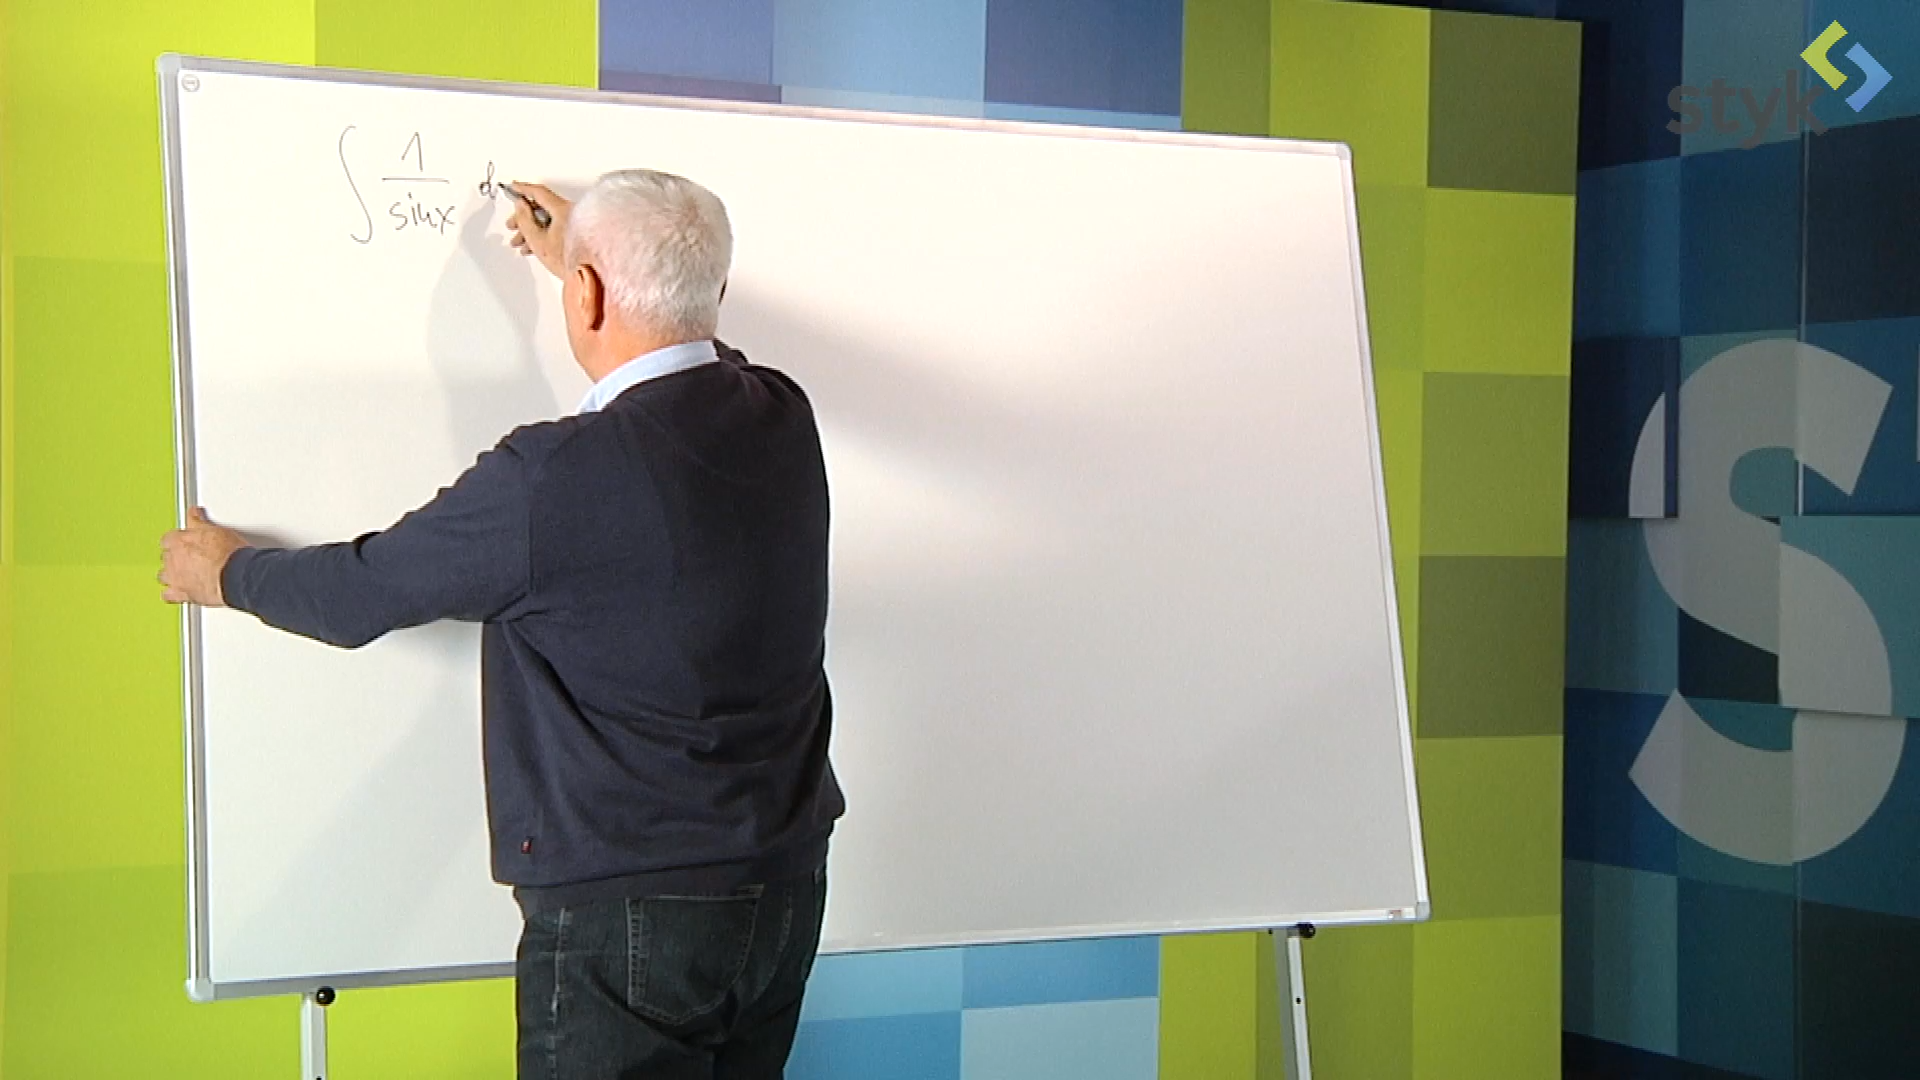 styk
∫ 1/sinx d
S